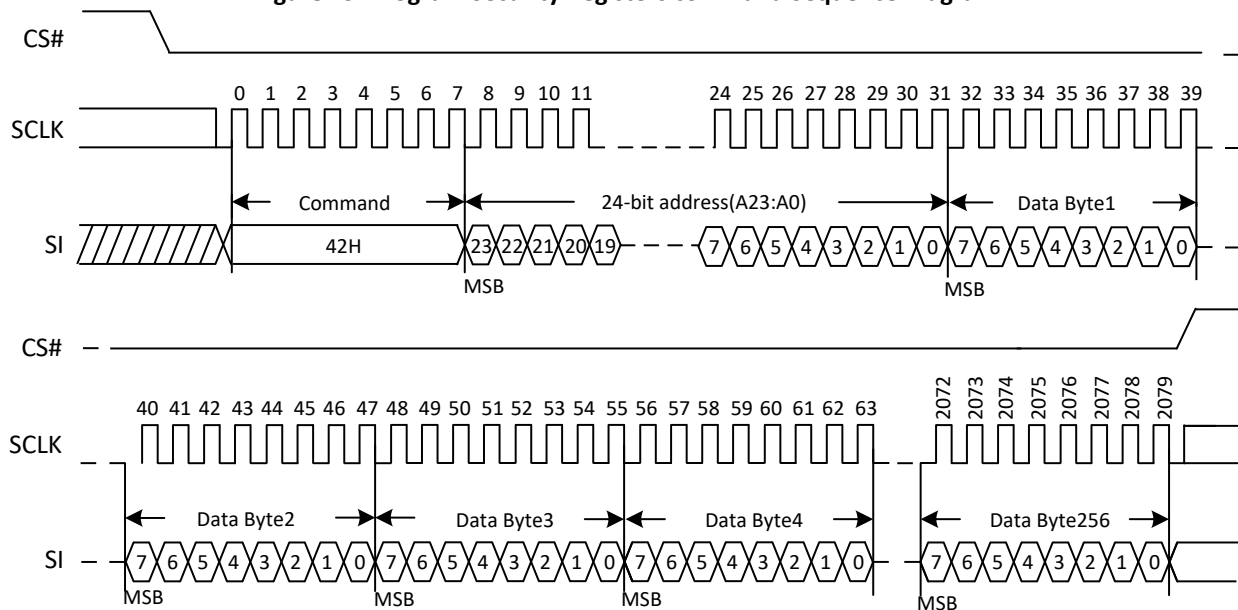 CS#
0 1 2 3 4 5 6 7 8 9 10 11 24 25 26 27 28 29 30 31 32 33 34 35 36 37 38 39
SCLK
Command 24-bit address(A23:A0) Data Byte1
SI 42H 23 22 21 20 19 7 6 5 4 3 2 1 0 7 6 5 4 3 2 1 0
MSB MSB
CS#
40 41 42 43 44 45 46 47 48 49 50 51 52 53 54 55 56 57 58 59 60 61 62 63 2072 2073 2074 2075 2076 2077 2078 2079
SCLK
Data Byte2 Data Byte3 Data Byte4 Data Byte256
SI 7 6 5 4 3 2 1 0 7 6 5 4 3 2 1 0 7 6 5 4 3 2 1 0 7 6 5 4 3 2 1 0
MSB MSB MSB MSB